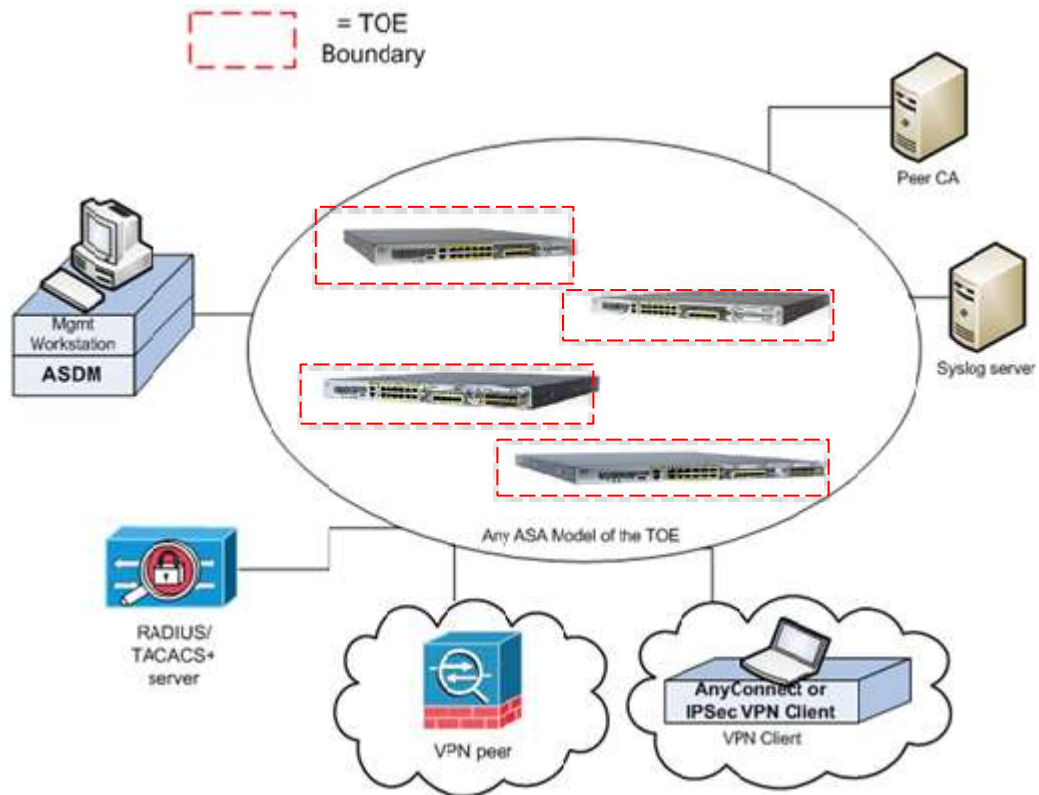 = TOE
Boundary
Peer CA
Mgmt
Workstation
ASDM
Syslog server
Any ASA Model of the TOE
RADIUS/
TACACS+
server
VPN peer
AnyConnect or
IPSec VPN Client
VPN Client